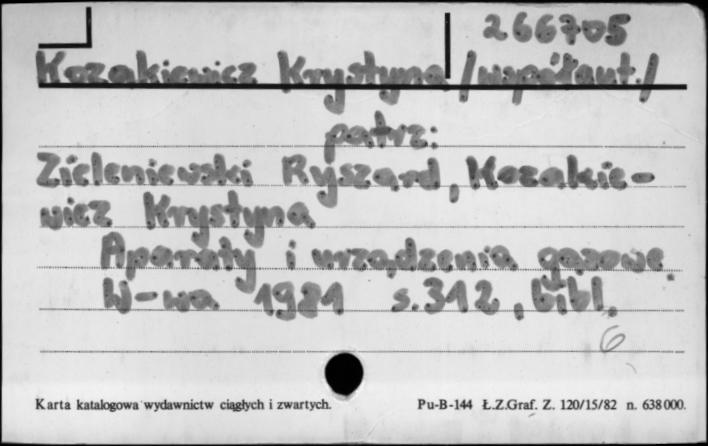 266705
Kozakiewicz Krystyna /współaut./
patrz:
Zieleniewski Ryszard, Kozakie-
wicz Krystyna
Aparaty i urządzenia gazowe.
W-wa 1981 s.312, bibl.
6
Karta katalogowa wydawnictw ciągłych i zwartych. Pu-B-144 Ł.Z.Graf. Z. 120/15/82 n. 638000.